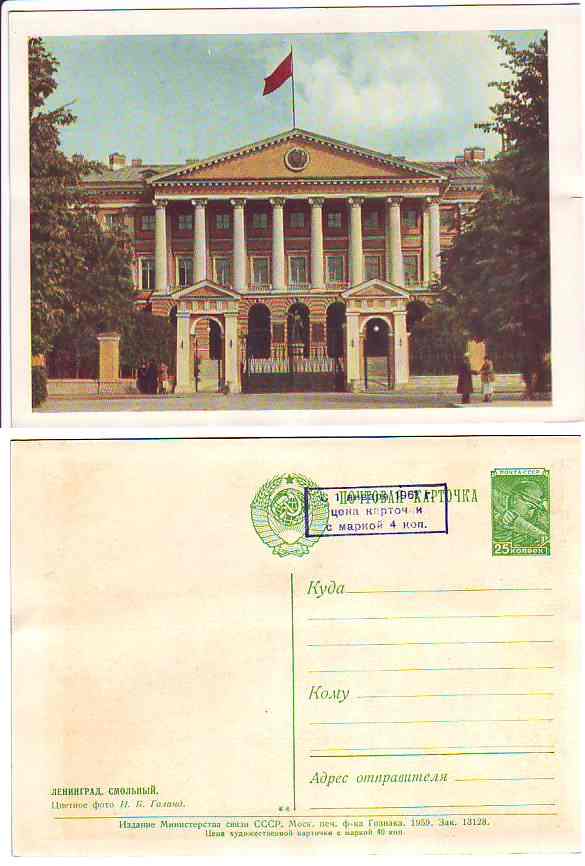 ПОЧТОВАЯ КАРТОЧКА
С 1 января 1961 г.
цена карточки
с маркой 4 коп.
ПОЧТА СССР
25 КОПЕЕК
Куда
Кому
Адрес отправителя
ЛЕНИНГРАД. СМОЛЬНЫЙ.
Цветное фото И. Б. Голанд.
Издание Министерства связи СССР, Моск. печ. ф-ка Гознака. 1959. Зак. 13128.
Цена художественной карточки с маркой 40 коп.